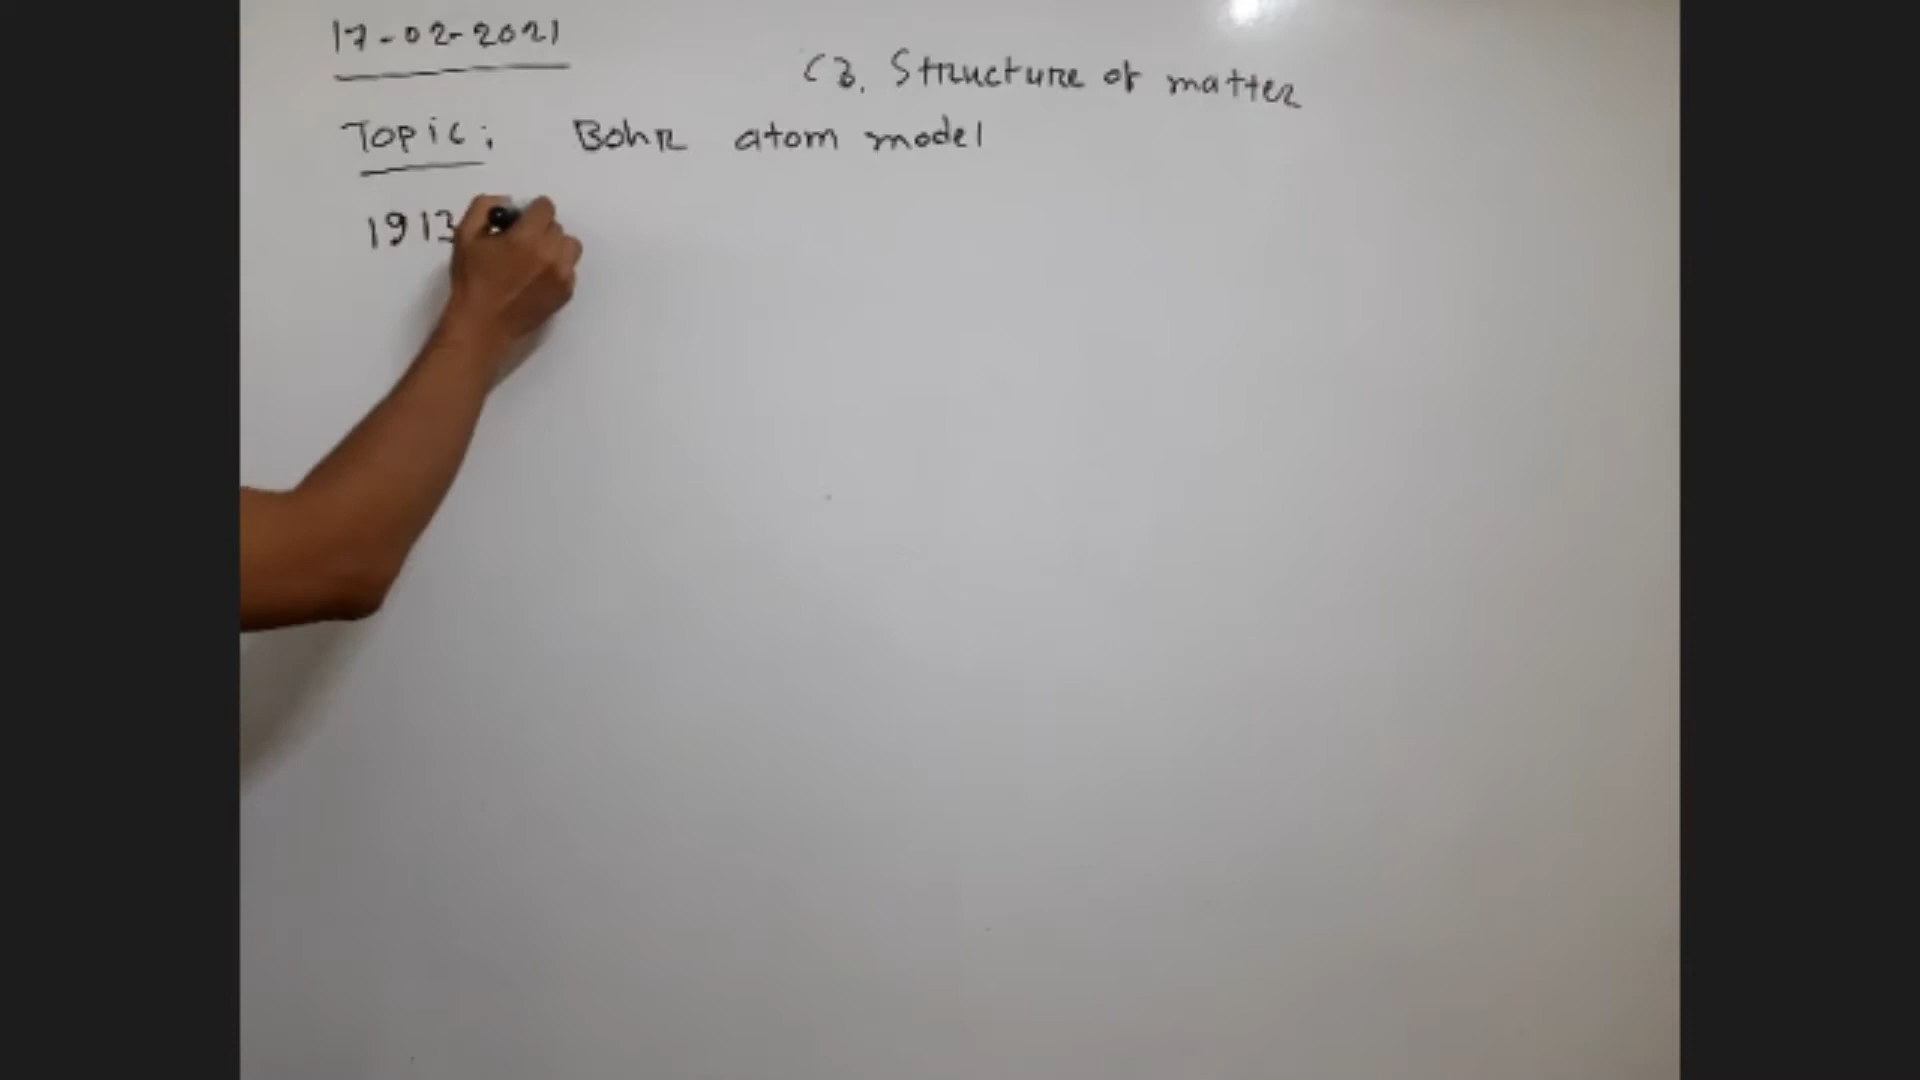 17-02-2021
C3. Structure of matter
Topic: Bohr atom model
1913